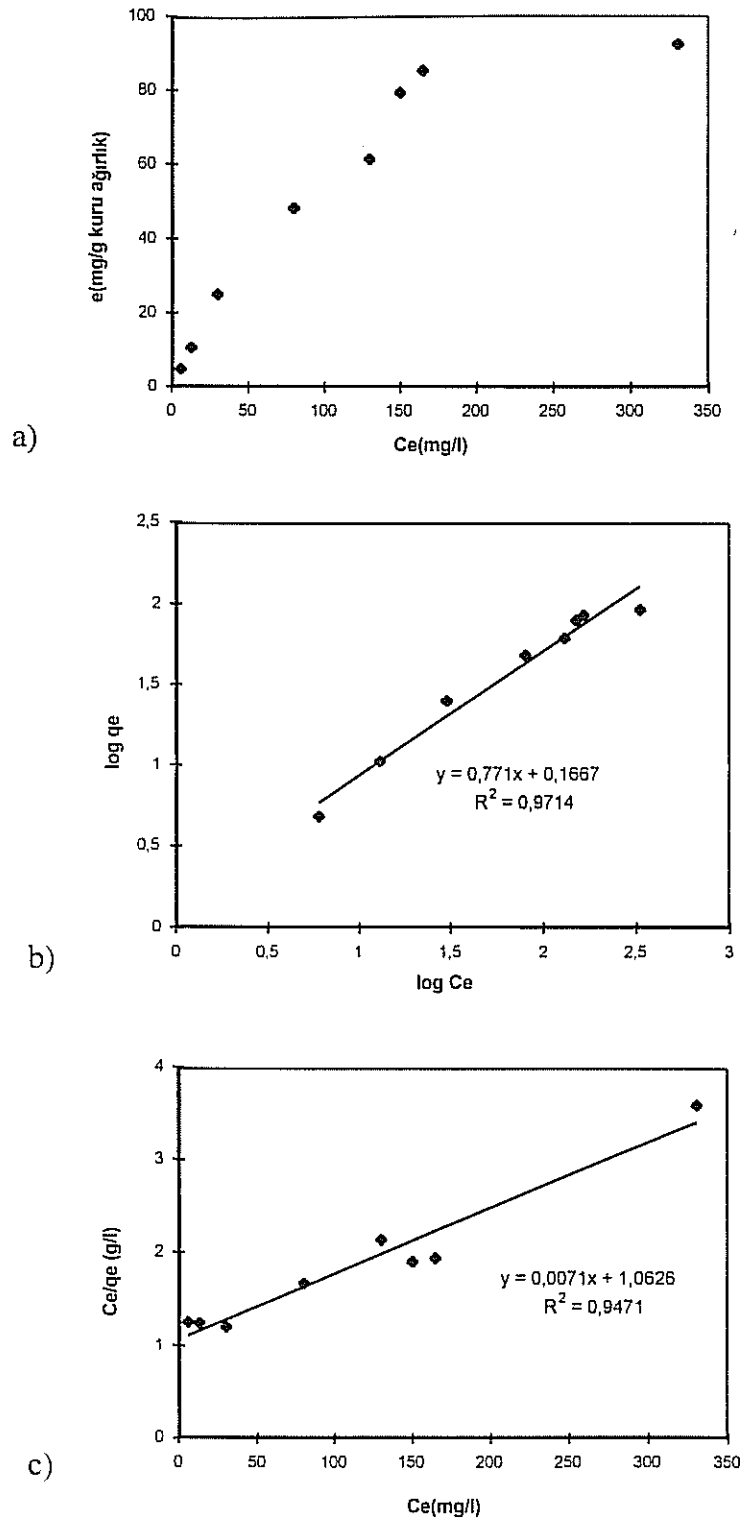 100
80
60
40
20
0
e(mg/g kuru ağırlık)
0 50 100 150 200 250 300 350
Ce(mg/l)
a)
2,5
2
1,5
1
0,5
0
log qe
y = 0,771x + 0,1667
R² = 0,9714
0 0,5 1 1,5 2 2,5 3
log Ce
b)
4
3
2
1
0
Ce/qe (g/l)
y = 0,0071x + 1,0626
R² = 0,9471
0 50 100 150 200 250 300 350
Ce(mg/l)
c)